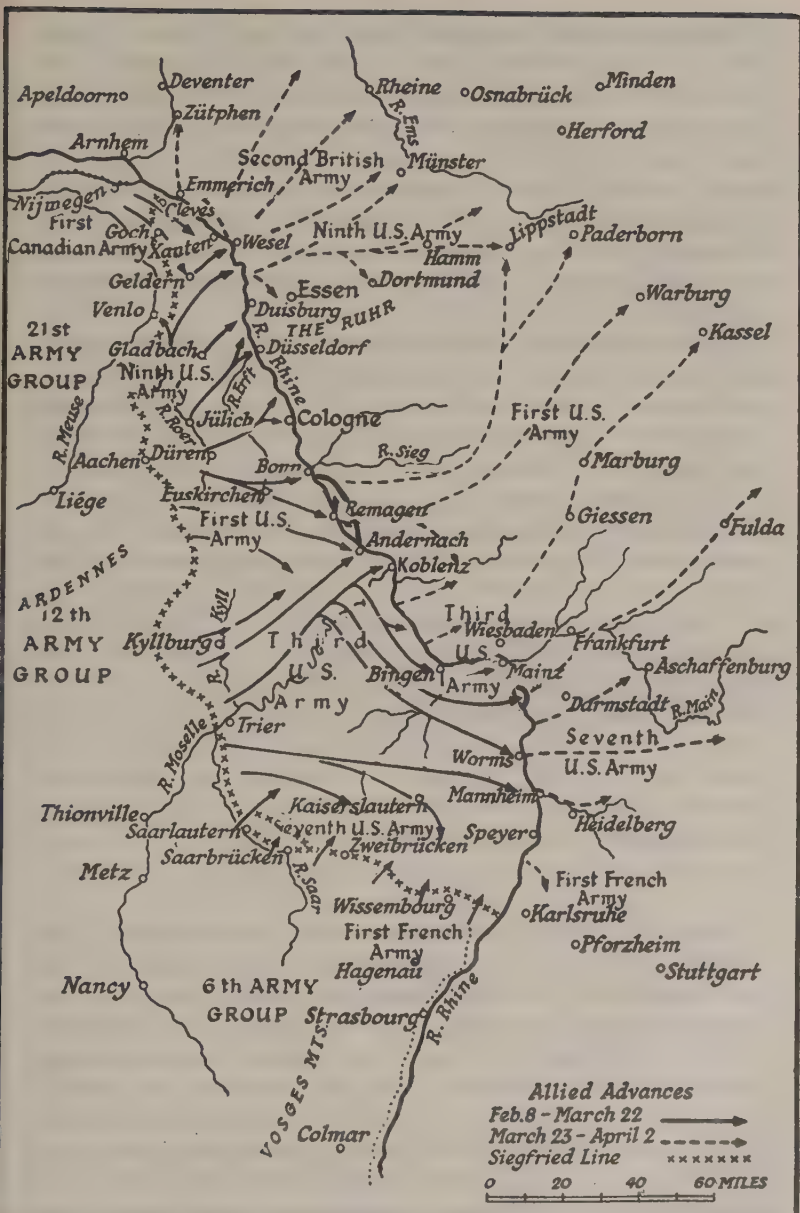 Apeldoorn
Deventer
Zütphen
Rheine
Osnabrück
Minden
Herford
R. Ems
Arnhem
Second British
Army
Münster
Nijmegen
Emmerich
Cleves
First
Canadian Army
Goch
Xanten
Wesel
Ninth U.S. Army
Hamm
Lippstadt
Paderborn
Geldern
Essen
Dortmund
Venlo
Duisburg
THE RUHR
Warburg
21st
ARMY
GROUP
Gladbach
Düsseldorf
Kassel
Ninth U.S.
Army
R. Erft
R. Rhine
R. Meuse
R. Roer
Jülich
Cologne
First U.S.
Army
Aachen
Düren
Bonn
R. Sieg
Marburg
Liége
Euskirchen
Remagen
First U.S.
Army
Andernach
Giessen
Fulda
Koblenz
ARDENNES
12th
ARMY
GROUP
Kyllburg
R. Kyll
Third
U.S.
Army
Third
U.S.
Army
Wiesbaden
Frankfurt
Bingen
Mainz
Aschaffenburg
Darmstadt
R. Main
Trier
R. Moselle
Worms
Seventh
U.S. Army
Mannheim
Thionville
Kaiserslautern
Heidelberg
Saarlautern
Seventh U.S. Army
Speyer
Saarbrücken
Zweibrücken
Metz
R. Saar
Wissembourg
First French
Army
Karlsruhe
First French
Army
Hagenau
Pforzheim
Stuttgart
Nancy
6th ARMY
GROUP
Strasbourg
R. Rhine
VOSGES MTS.
Colmar
Allied Advances
Feb. 8 – March 22
March 23 – April 2
Siegfried Line
0 20 40 60 MILES